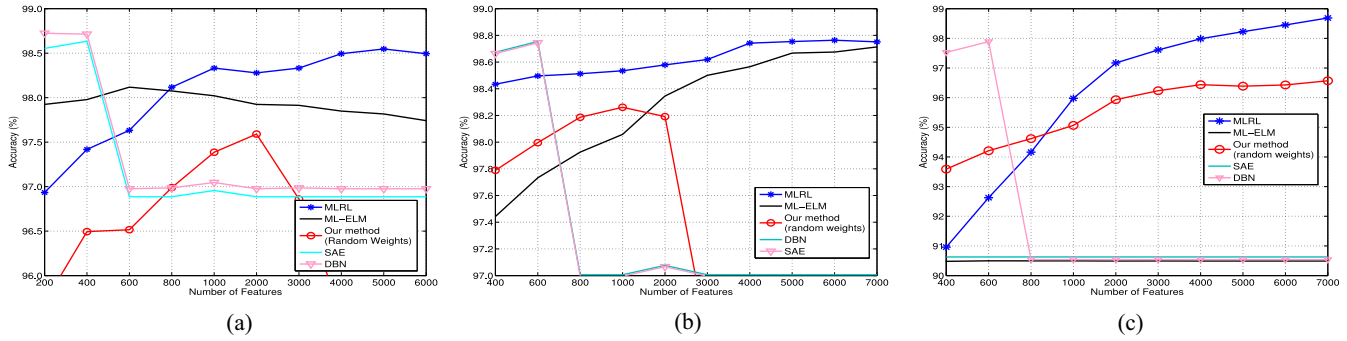 99.0
98.5
98.0
97.5
97.0
96.5
96.0
Accuracy (%)
200 400 600 800 1000 2000 3000 4000 5000 6000
Number of Features
MLRL
ML−ELM
Our method
(Random Weights)
SAE
DBN
(a)
99.0
98.8
98.6
98.4
98.2
98.0
97.8
97.6
97.4
97.2
97.0
Accuracy (%)
400 600 800 1000 2000 3000 4000 5000 6000 7000
Number of Features
MLRL
ML−ELM
Our method
(random weights)
DBN
SAE
(b)
99
98
97
96
95
94
93
92
91
90
Accuracy (%)
400 600 800 1000 2000 3000 4000 5000 6000 7000
Number of Features
MLRL
ML−ELM
Our method
(random weights)
SAE
DBN
(c)